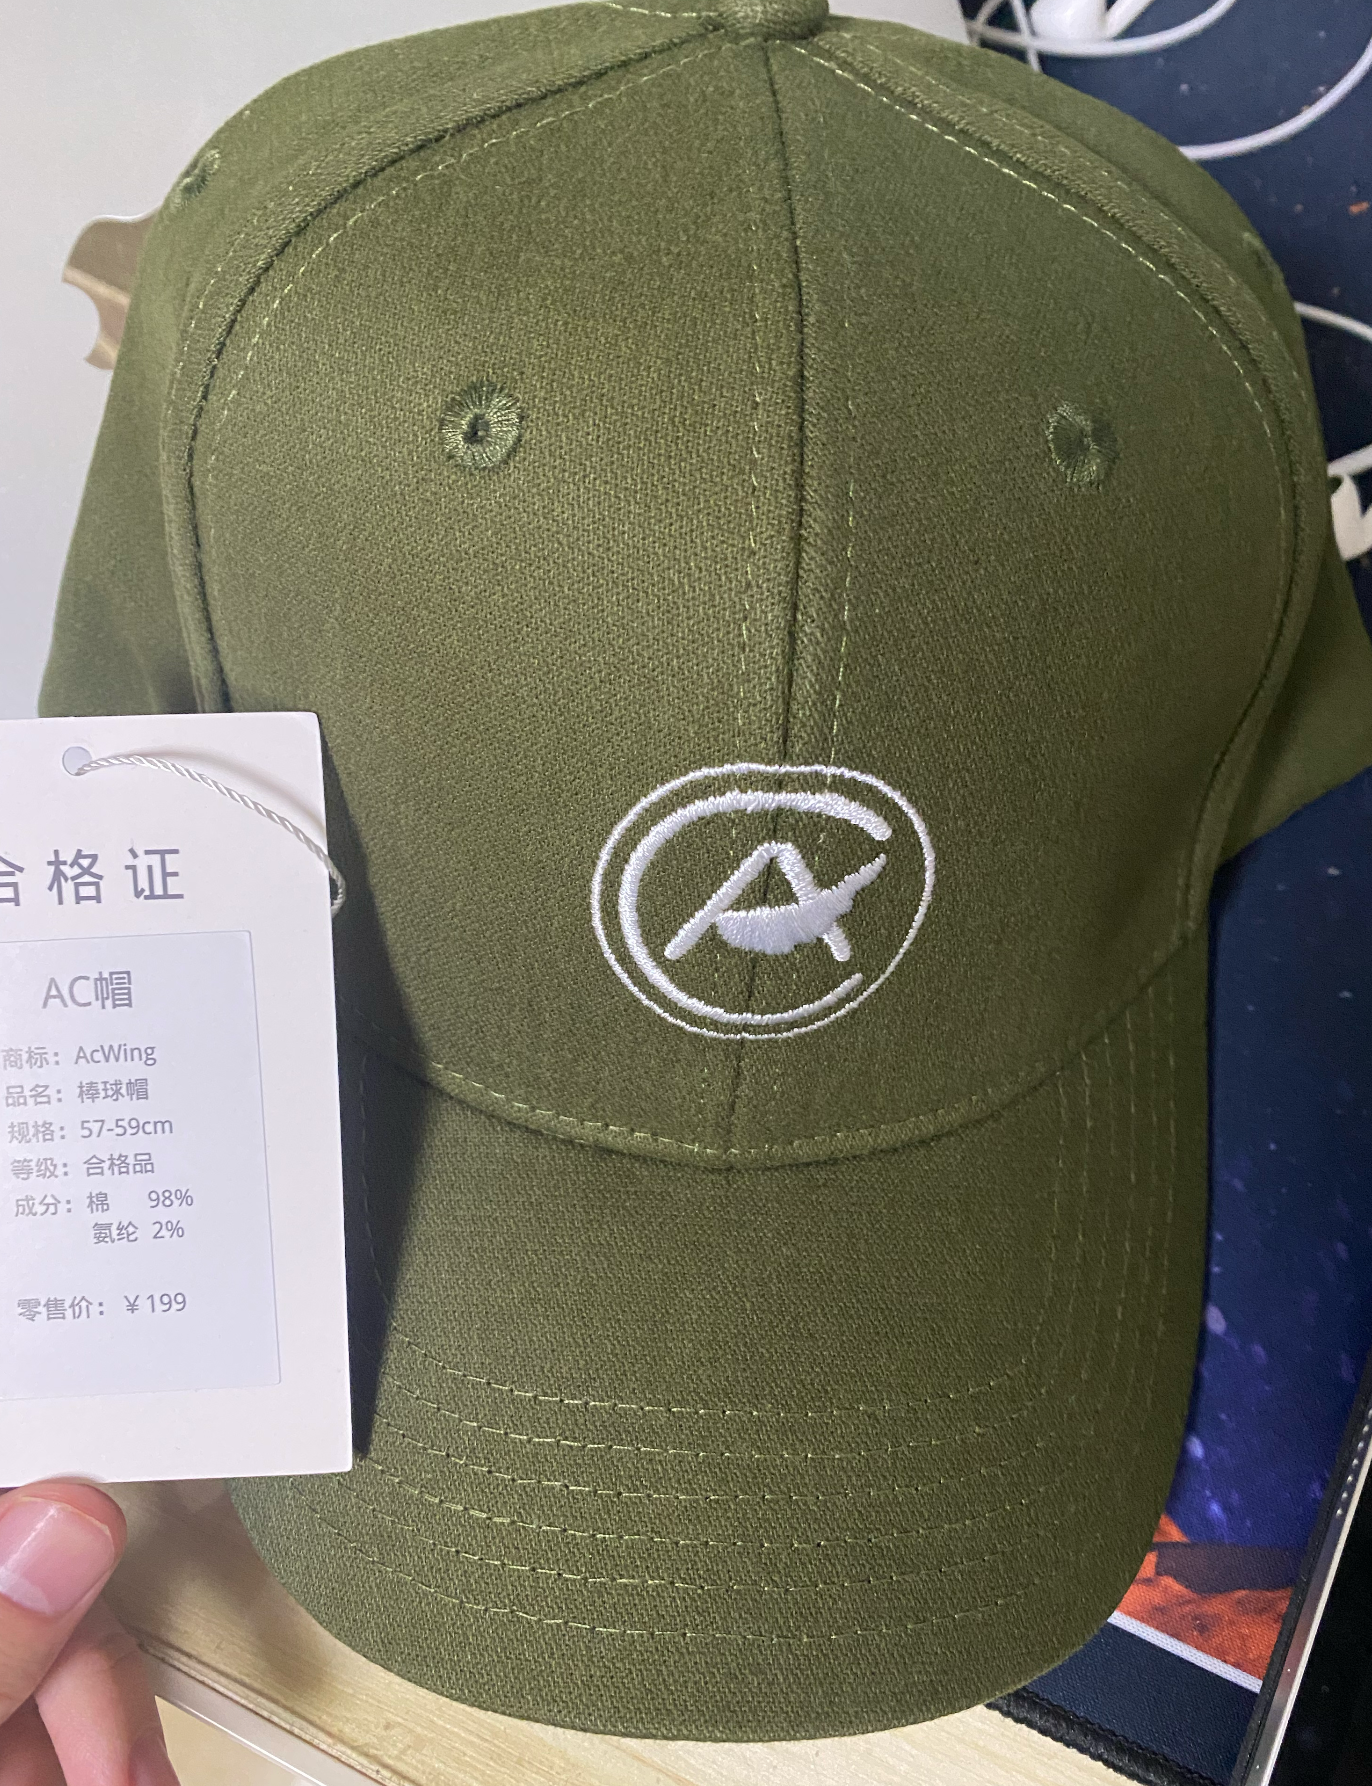 合格证
AC帽
商标：AcWing
品名：棒球帽
规格：57-59cm
等级：合格品
成分：棉 98%
氨纶 2%
零售价：￥199
AC